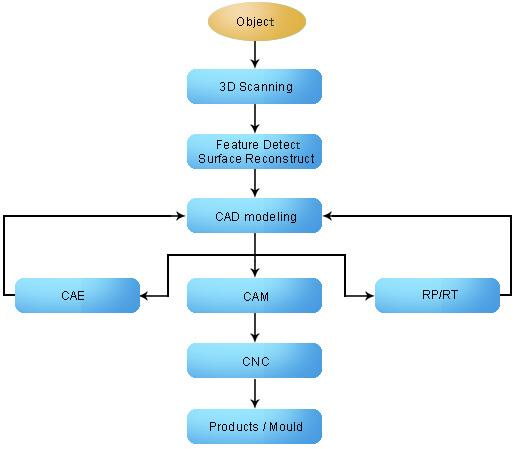 Object
3D Scanning
Feature Detect
Surface Reconstruct
CAD modeling
CAE
CAM
RP/RT
CNC
Products / Mould